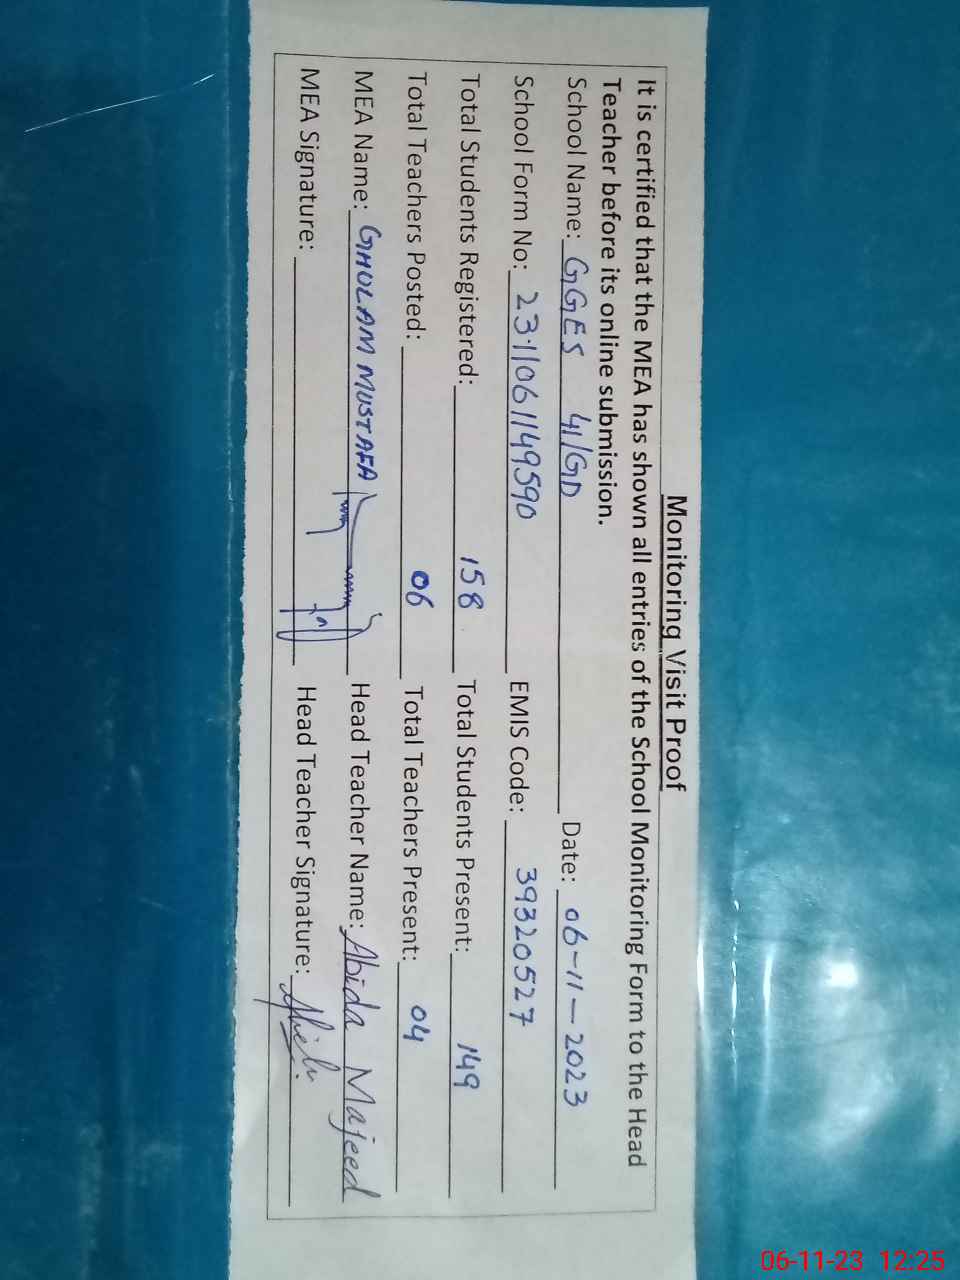 Monitoring Visit Proof
It is certified that the MEA has shown all entries of the School Monitoring Form to the Head
Teacher before its online submission.
School Name: GGES 41/GD Date: 06-11-2023
School Form No: 2311061149590 EMIS Code: 39320527
Total Students Registered: 158 Total Students Present: 149
Total Teachers Posted: 06 Total Teachers Present: 04
MEA Name: GHULAM MUSTAFA Head Teacher Name: Abida Majeed
MEA Signature: Head Teacher Signature:
06-11-23 12:25